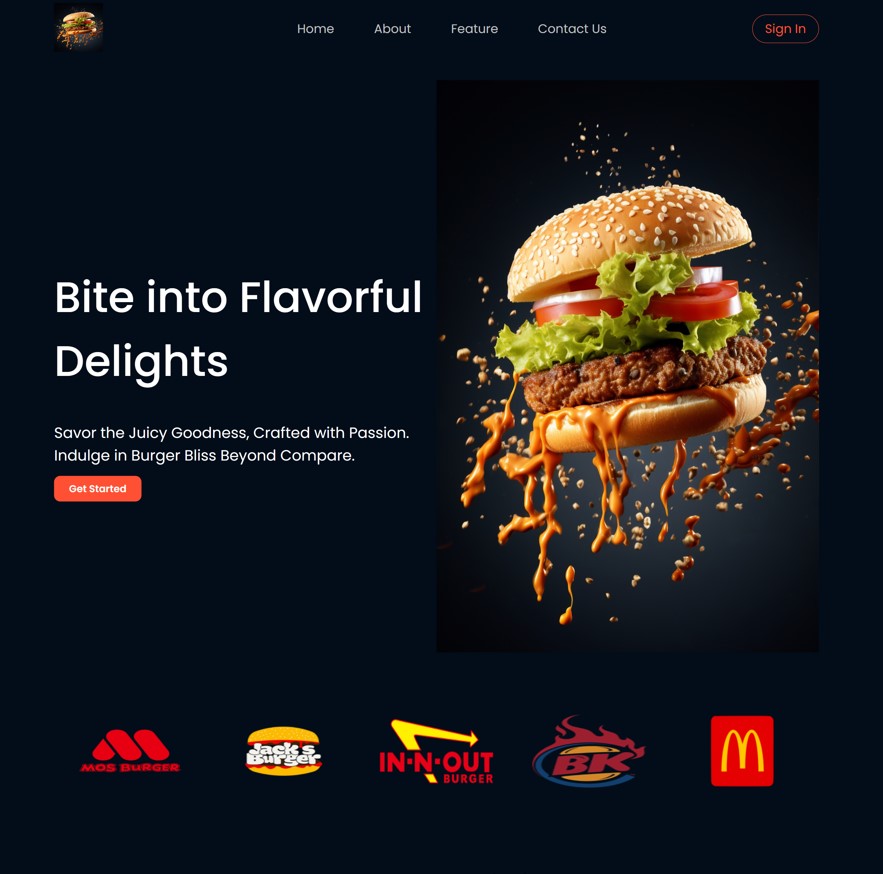 Home About Feature Contact Us Sign In
Bite into Flavorful
Delights
Savor the Juicy Goodness, Crafted with Passion.
Indulge in Burger Bliss Beyond Compare.
Get Started
MOS BURGER
Jack's
Burger
IN-N-OUT
BURGER
BK
M